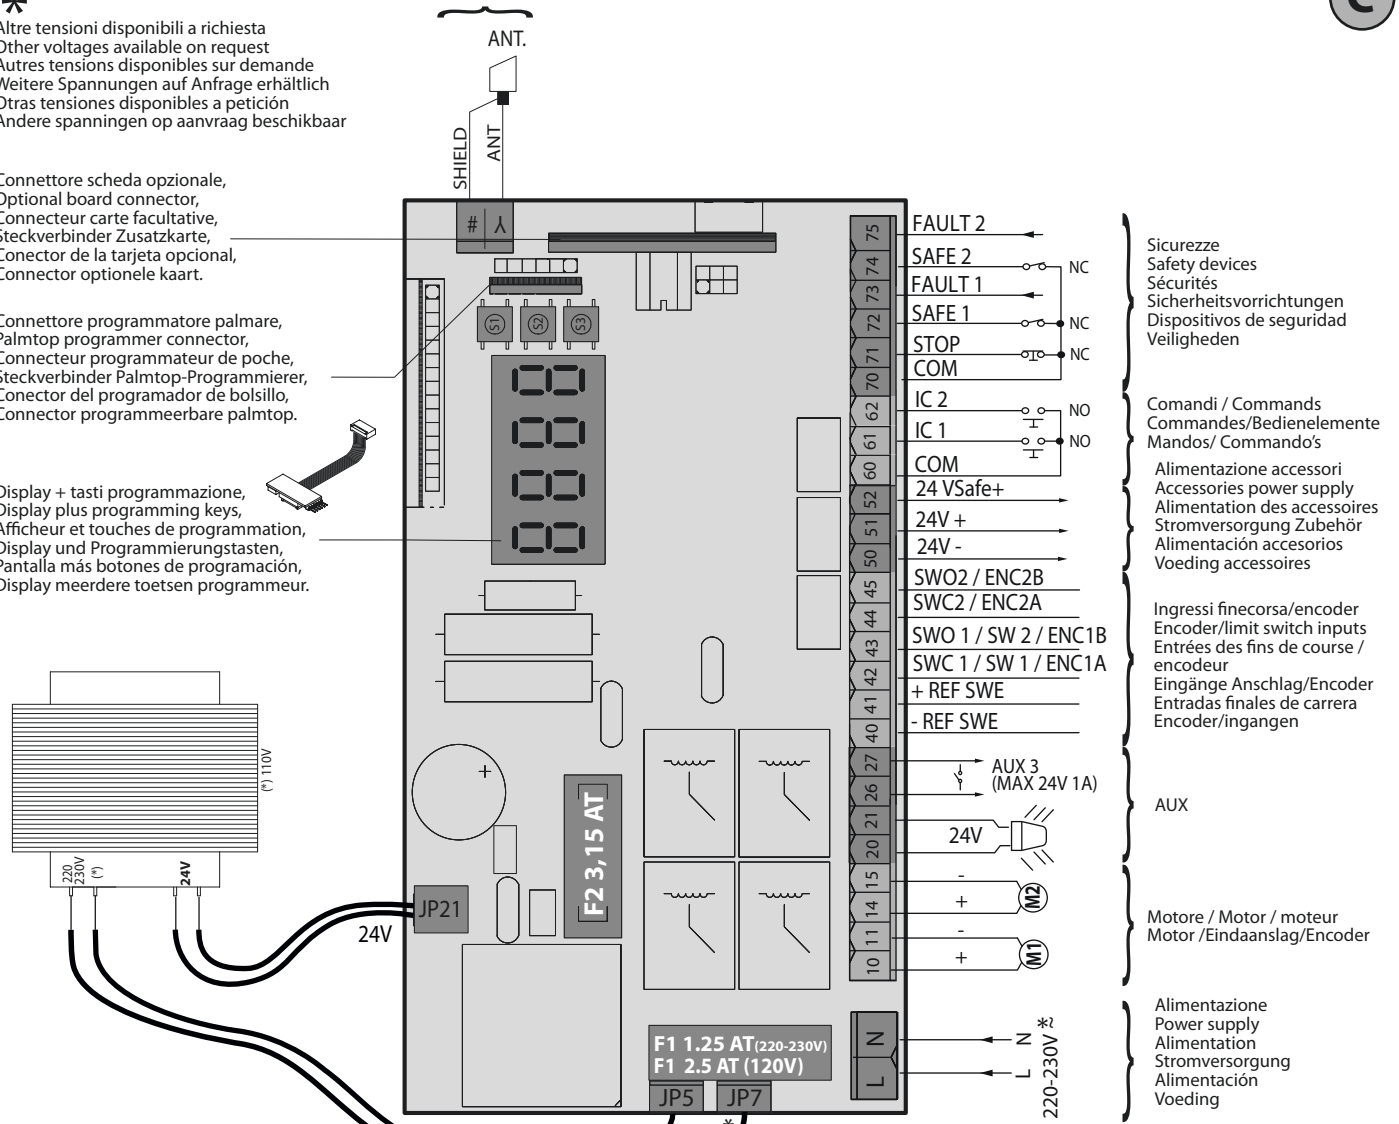 *
C
Altre tensioni disponibili a richiesta
Other voltages available on request
Autres tensions disponibles sur demande
Weitere Spannungen auf Anfrage erhältlich
Otras tensiones disponibles a petición
Andere spanningen op aanvraag beschikbaar
ANT.
SHIELD
ANT
#
Connettore scheda opzionale,
Optional board connector,
Connecteur carte facultative,
Steckverbinder Zusatzkarte,
Conector de la tarjeta opcional,
Connector optionele kaart.
Connettore programmatore palmare,
Palmtop programmer connector,
Connecteur programmateur de poche,
Steckverbinder Palmtop-Programmierer,
Conector del programador de bolsillo,
Connector programmeerbare palmtop.
Display + tasti programmazione,
Display plus programming keys,
Afficheur et touches de programmation,
Display und Programmierungstasten,
Pantalla más botones de programación,
Display meerdere toetsen programmeur.
S1
S2
S3
75 FAULT 2
74 SAFE 2 NC
73 FAULT 1
72 SAFE 1 NC
71 STOP NC
70 COM
62 IC 2 NO
61 IC 1 NO
60 COM
52 24 VSafe+
51 24V +
50 24V -
45 SWO2 / ENC2B
44 SWC2 / ENC2A
43 SWO 1 / SW 2 / ENC1B
42 SWC 1 / SW 1 / ENC1A
41 + REF SWE
40 - REF SWE
27
26
AUX 3
(MAX 24V 1A)
21
20
24V
15 -
14 +
M2
11 -
10 +
M1
N N
L L
220-230V *~
Sicurezze
Safety devices
Sécurités
Sicherheitsvorrichtungen
Dispositivos de seguridad
Veiligheden
Comandi / Commands
Commandes/Bedienelemente
Mandos/ Commando's
Alimentazione accessori
Accessories power supply
Alimentation des accessoires
Stromversorgung Zubehör
Alimentación accesorios
Voeding accessoires
Ingressi finecorsa/encoder
Encoder/limit switch inputs
Entrées des fins de course /
encodeur
Eingänge Anschlag/Encoder
Entradas finales de carrera
Encoder/ingangen
AUX
Motore / Motor / moteur
Motor /Eindaanslag/Encoder
Alimentazione
Power supply
Alimentation
Stromversorgung
Alimentación
Voeding
(*) 110V
220
230V
(*)
24V
24V
JP21
+
F2 3,15 AT
F1 1.25 AT(220-230V)
F1 2.5 AT (120V)
JP5
JP7
*